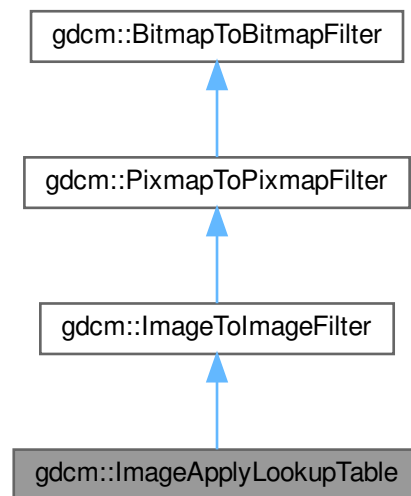 gdcm::BitmapToBitmapFilter
gdcm::PixmapToPixmapFilter
gdcm::ImageToImageFilter
gdcm::ImageApplyLookupTable